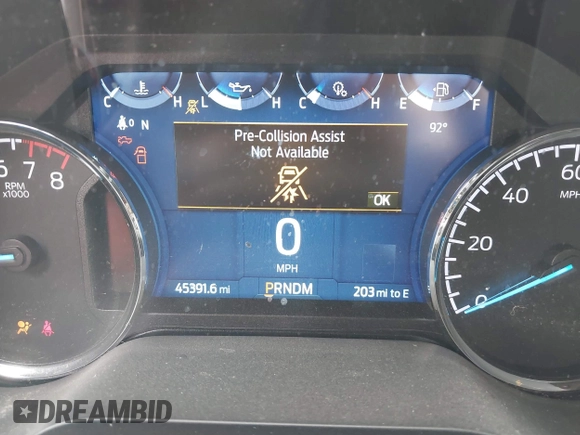 C H L H C H E F
0 N
92°
Pre-Collision Assist
Not Available
OK
6 7 8
RPM
x1000
0
MPH
45391.6 mi
PRNDM
203 mi to E
60
MPH
40
20
0
DREAMBID